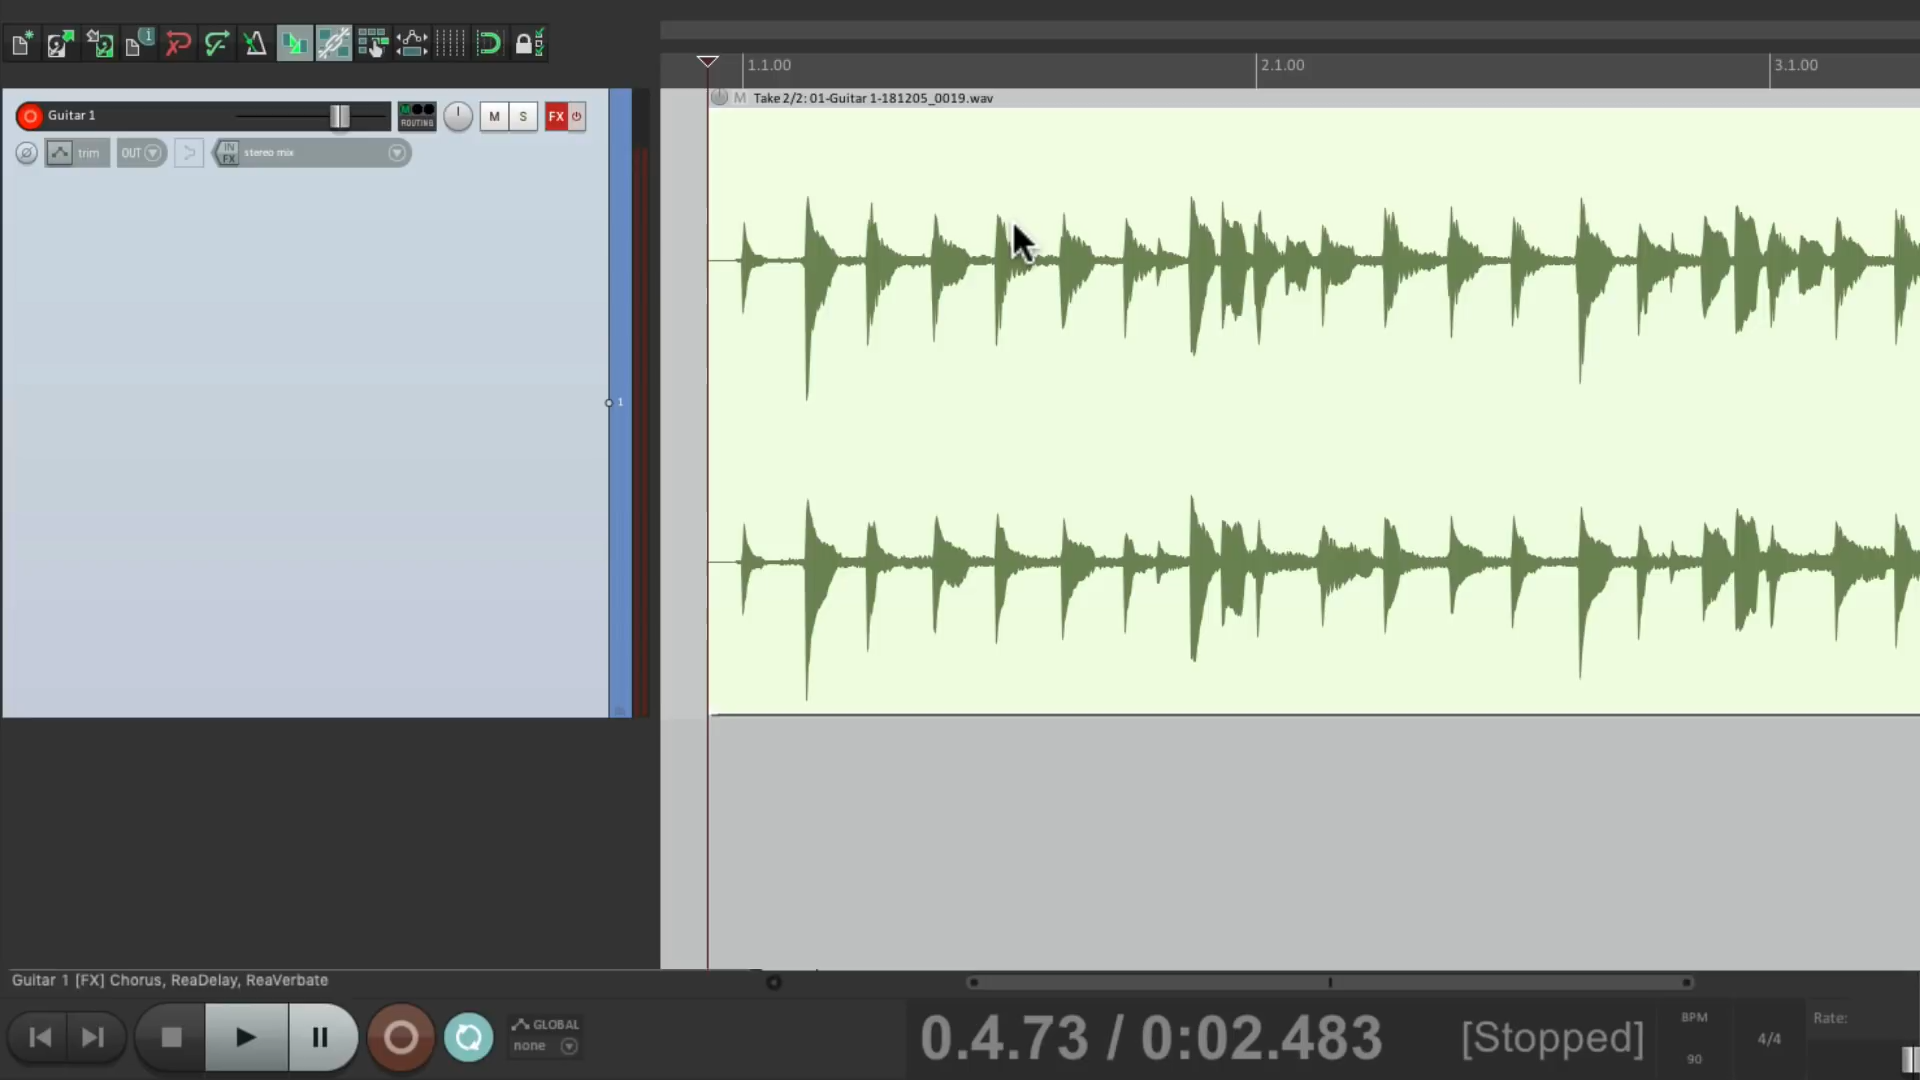 1.1.00
2.1.00
3.1.00
M Take 2/2: 01-Guitar 1-181205_0019.wav
Guitar 1
M
ROUTING
M
S
FX
trim
OUT
IN
FX
stereo mix
1
Guitar 1 [FX] Chorus, ReaDelay, ReaVerbate
GLOBAL
none
0.4.73 / 0:02.483
[Stopped]
BPM
90
4/4
Rate: